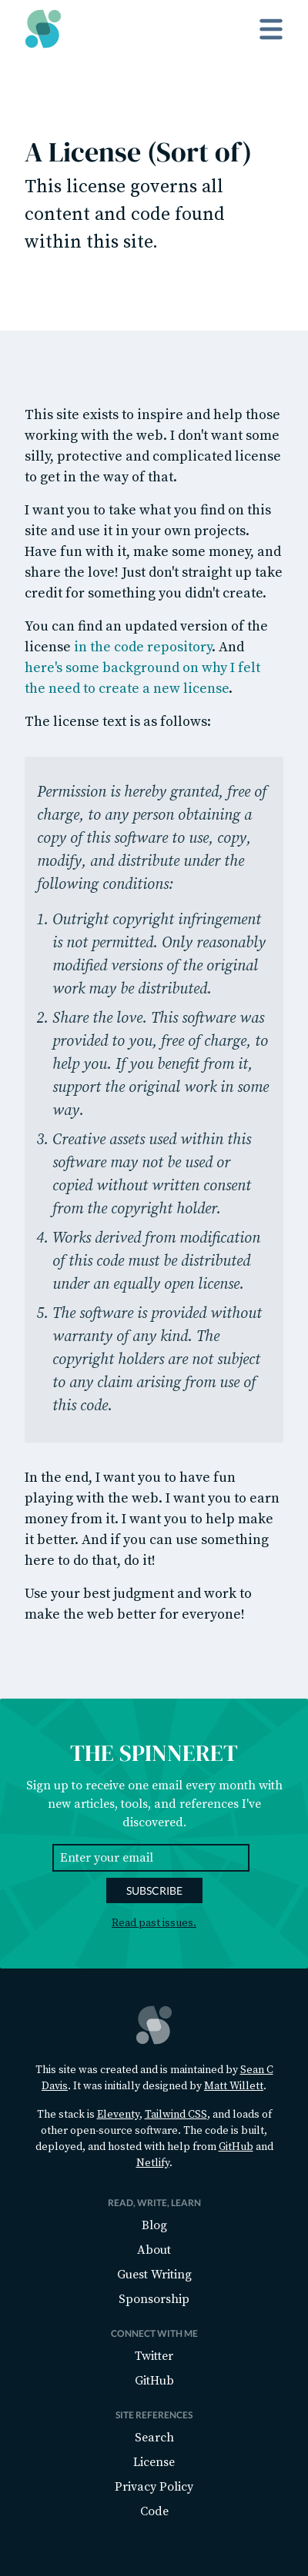 A License (Sort of)
This license governs all
content and code found
within this site.
This site exists to inspire and help those
working with the web. I don't want some
silly, protective and complicated license
to get in the way of that.
I want you to take what you find on this
site and use it in your own projects.
Have fun with it, make some money, and
share the love! Just don't straight up take
credit for something you didn't create.
You can find an updated version of the
license in the code repository. And
here's some background on why I felt
the need to create a new license.
The license text is as follows:
Permission is hereby granted, free of
charge, to any person obtaining a
copy of this software to use, copy,
modify, and distribute under the
following conditions:
1. Outright copyright infringement
is not permitted. Only reasonably
modified versions of the original
work may be distributed.
2. Share the love. This software was
provided to you, free of charge, to
help you. If you benefit from it,
support the original work in some
way.
3. Creative assets used within this
software may not be used or
copied without written consent
from the copyright holder.
4. Works derived from modification
of this code must be distributed
under an equally open license.
5. The software is provided without
warranty of any kind. The
copyright holders are not subject
to any claim arising from use of
this code.
In the end, I want you to have fun
playing with the web. I want you to earn
money from it. I want you to help make
it better. And if you can use something
here to do that, do it!
Use your best judgment and work to
make the web better for everyone!
THE SPINNERET
Sign up to receive one email every month with
new articles, tools, and references I've
discovered.
Enter your email
SUBSCRIBE
Read past issues.
This site was created and is maintained by Sean C
Davis. It was initially designed by Matt Willett.
The stack is Eleventy, Tailwind CSS, and loads of
other open-source software. The code is built,
deployed, and hosted with help from GitHub and
Netlify.
READ, WRITE, LEARN
Blog
About
Guest Writing
Sponsorship
CONNECT WITH ME
Twitter
GitHub
SITE REFERENCES
Search
License
Privacy Policy
Code